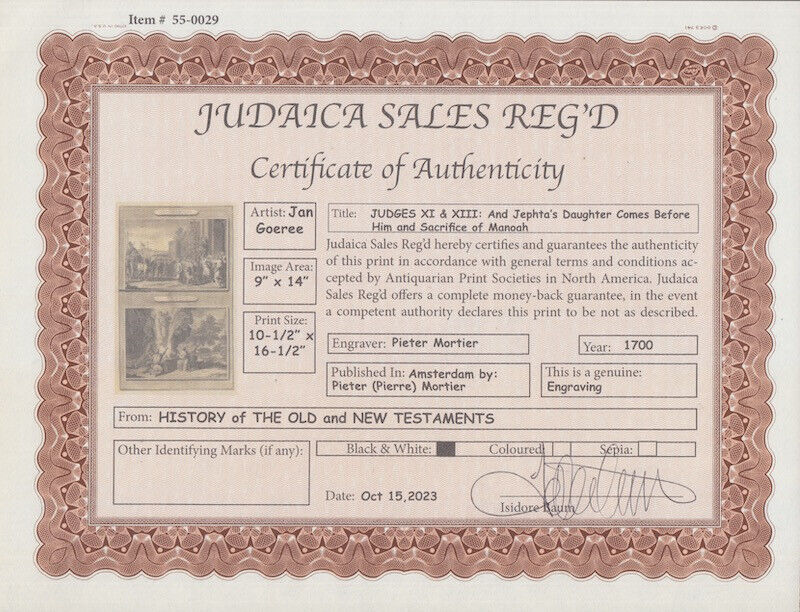 Item # 55-0029
JUDAICA SALES REG'D
Certificate of Authenticity
Artist: Jan
Goeree
Title: JUDGES XI & XIII: And Jephta's Daughter Comes Before
Him and Sacrifice of Manoah
Image Area:
9" x 14"
Print Size:
10-1/2" x
16-1/2"
Judaica Sales Reg'd hereby certifies and guarantees the authenticity
of this print in accordance with general terms and conditions ac-
cepted by Antiquarian Print Societies in North America. Judaica
Sales Reg'd offers a complete money-back guarantee, in the event
a competent authority declares this print to be not as described.
Engraver: Pieter Mortier
Year: 1700
Published In: Amsterdam by:
Pieter (Pierre) Mortier
This is a genuine:
Engraving
From: HISTORY of THE OLD and NEW TESTAMENTS
Other Identifying Marks (if any):
Black & White: Coloured: Sepia:
Date: Oct 15,2023
Isidore Baum